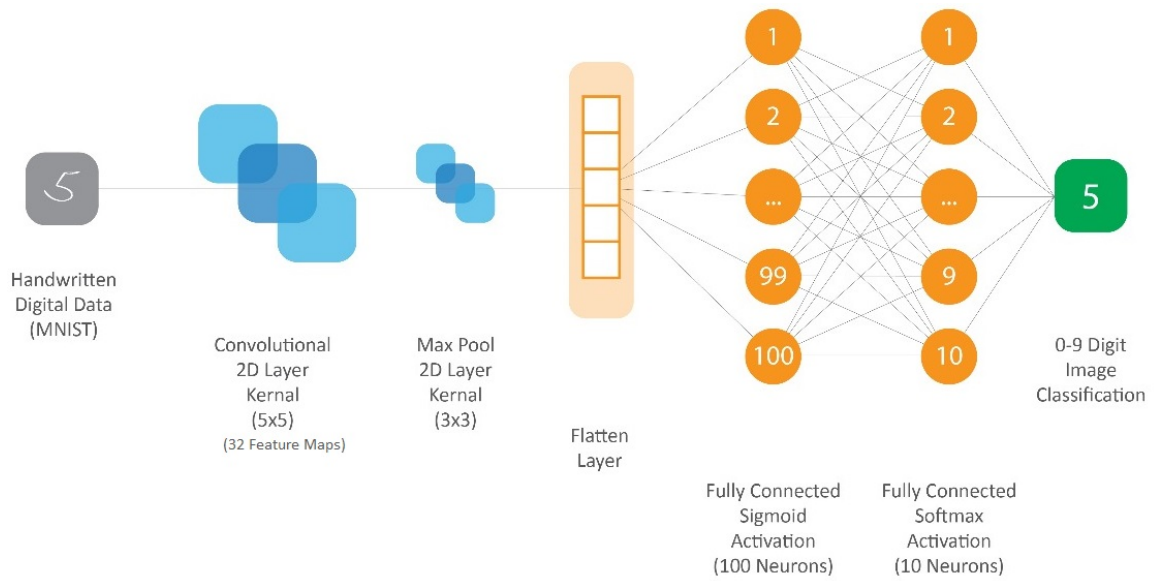 5
Handwritten
Digital Data
(MNIST)
Convolutional
2D Layer
Kernal
(5x5)
(32 Feature Maps)
Max Pool
2D Layer
Kernal
(3x3)
Flatten
Layer
1
2
...
99
100
Fully Connected
Sigmoid
Activation
(100 Neurons)
1
2
...
9
10
Fully Connected
Softmax
Activation
(10 Neurons)
5
0-9 Digit
Image
Classification